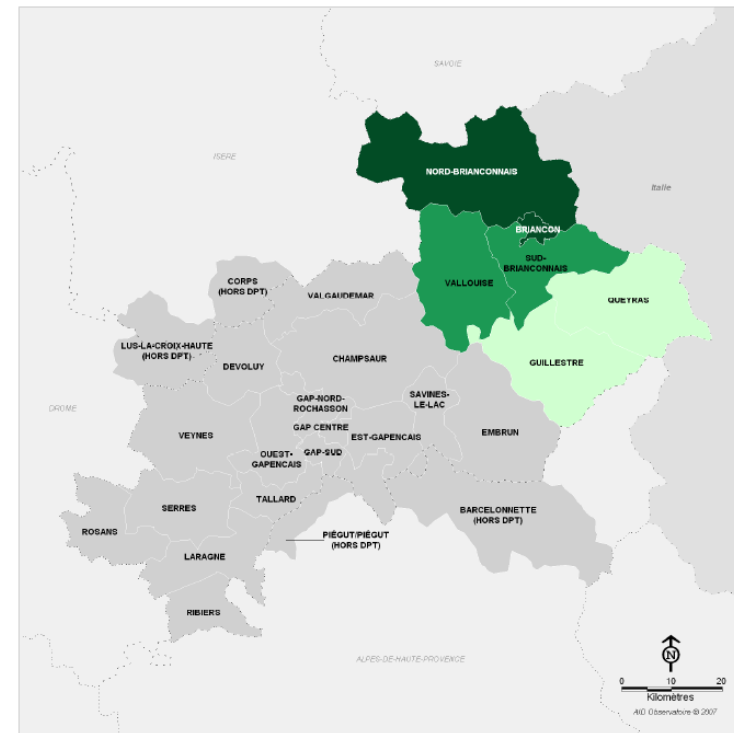 SAVOIE
ISERE
NORD-BRIANCONNAIS
Italie
BRIANCON
SUD-
BRIANCONNAIS
VALLOUISE
CORPS
(HORS DPT)
VALGAUDEMAR
QUEYRAS
LUS-LA-CROIX-HAUTE
(HORS DPT)
DEVOLUY
CHAMPSAUR
GUILLESTRE
DROME
GAP-NORD-
ROCHASSON
SAVINES-
LE-LAC
VEYNES
GAP CENTRE
EST-GAPENCAIS
EMBRUN
OUEST-
GAPENCAIS
GAP-SUD
TALLARD
SERRES
BARCELONNETTE
(HORS DPT)
ROSANS
PIÉGUT/PIÉGUT
(HORS DPT)
LARAGNE
RIBIERS
ALPES-DE-HAUTE-PROVENCE
N
0 10 20
Kilomètres
AID Observatoire © 2007